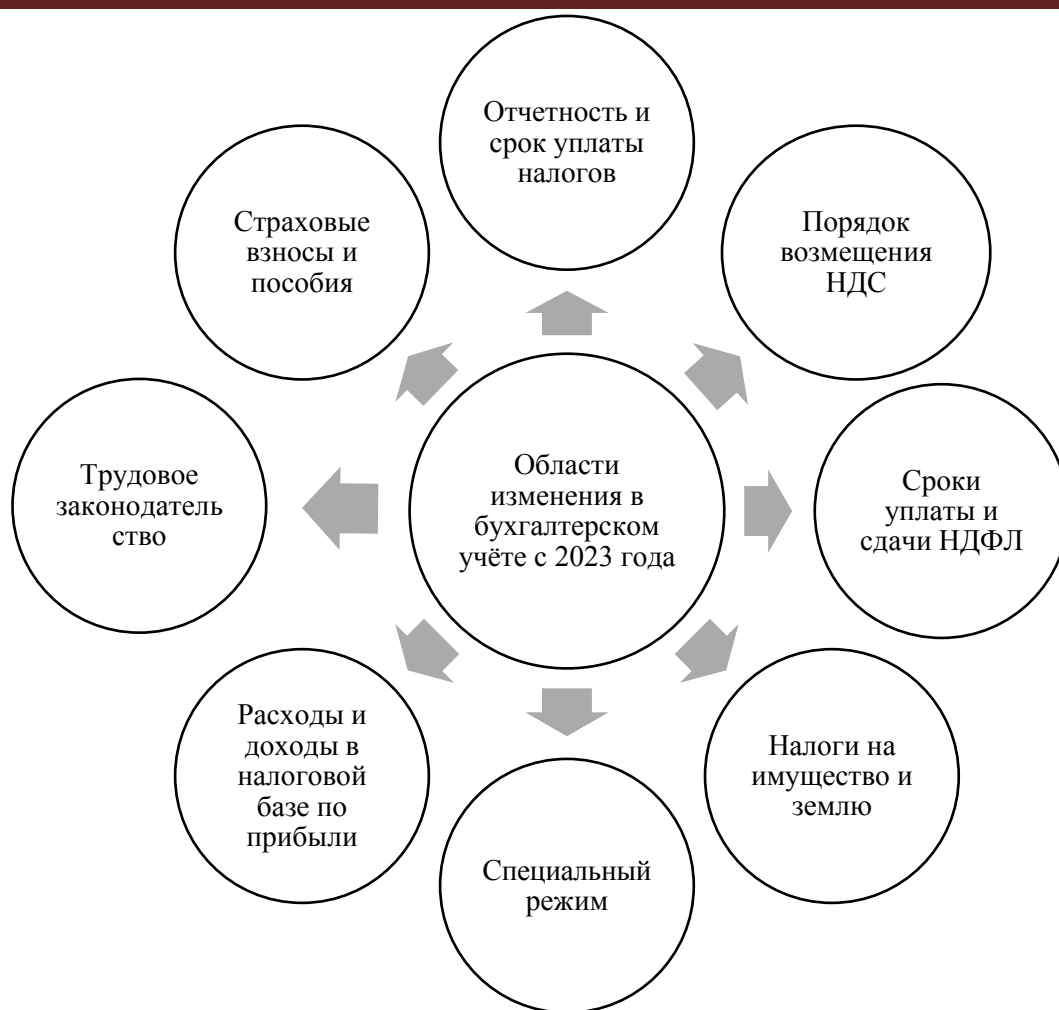 Отчетность и
срок уплаты
налогов
Страховые
взносы и
пособия
Порядок
возмещения
НДС
Трудовое
законодатель
ство
Области
изменения в
бухгалтерском
учёте с 2023 года
Сроки
уплаты и
сдачи НДФЛ
Расходы и
доходы в
налоговой
базе по
прибыли
Налоги на
имущество и
землю
Специальный
режим